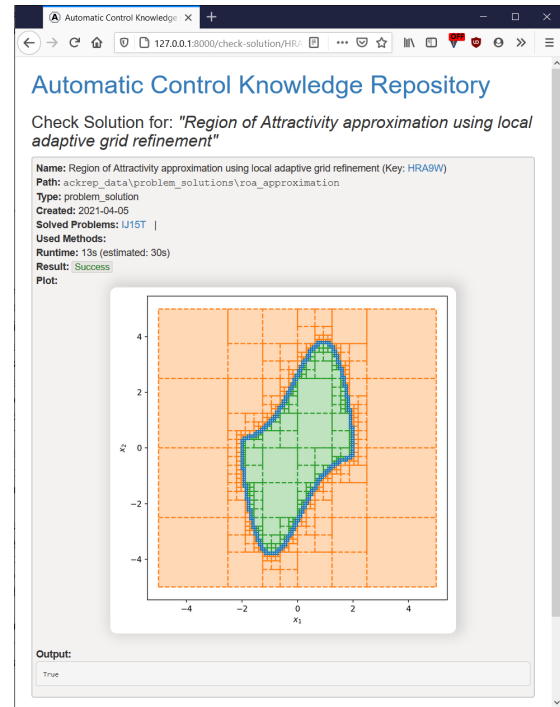 Automatic Control Knowledge
127.0.0.1:8000/check-solution/HRA
OFF
Automatic Control Knowledge Repository
Check Solution for: "Region of Attractivity approximation using local
adaptive grid refinement"
Name: Region of Attractivity approximation using local adaptive grid refinement (Key: HRA9W)
Path: ackrep_data\problem_solutions\roa_approximation
Type: problem_solution
Created: 2021-04-05
Solved Problems: IJ15T |
Used Methods:
Runtime: 13s (estimated: 30s)
Result: Success
Plot:
4
2
0
−2
−4
x₂
−4 −2 0 2 4
x₁
Output:
True